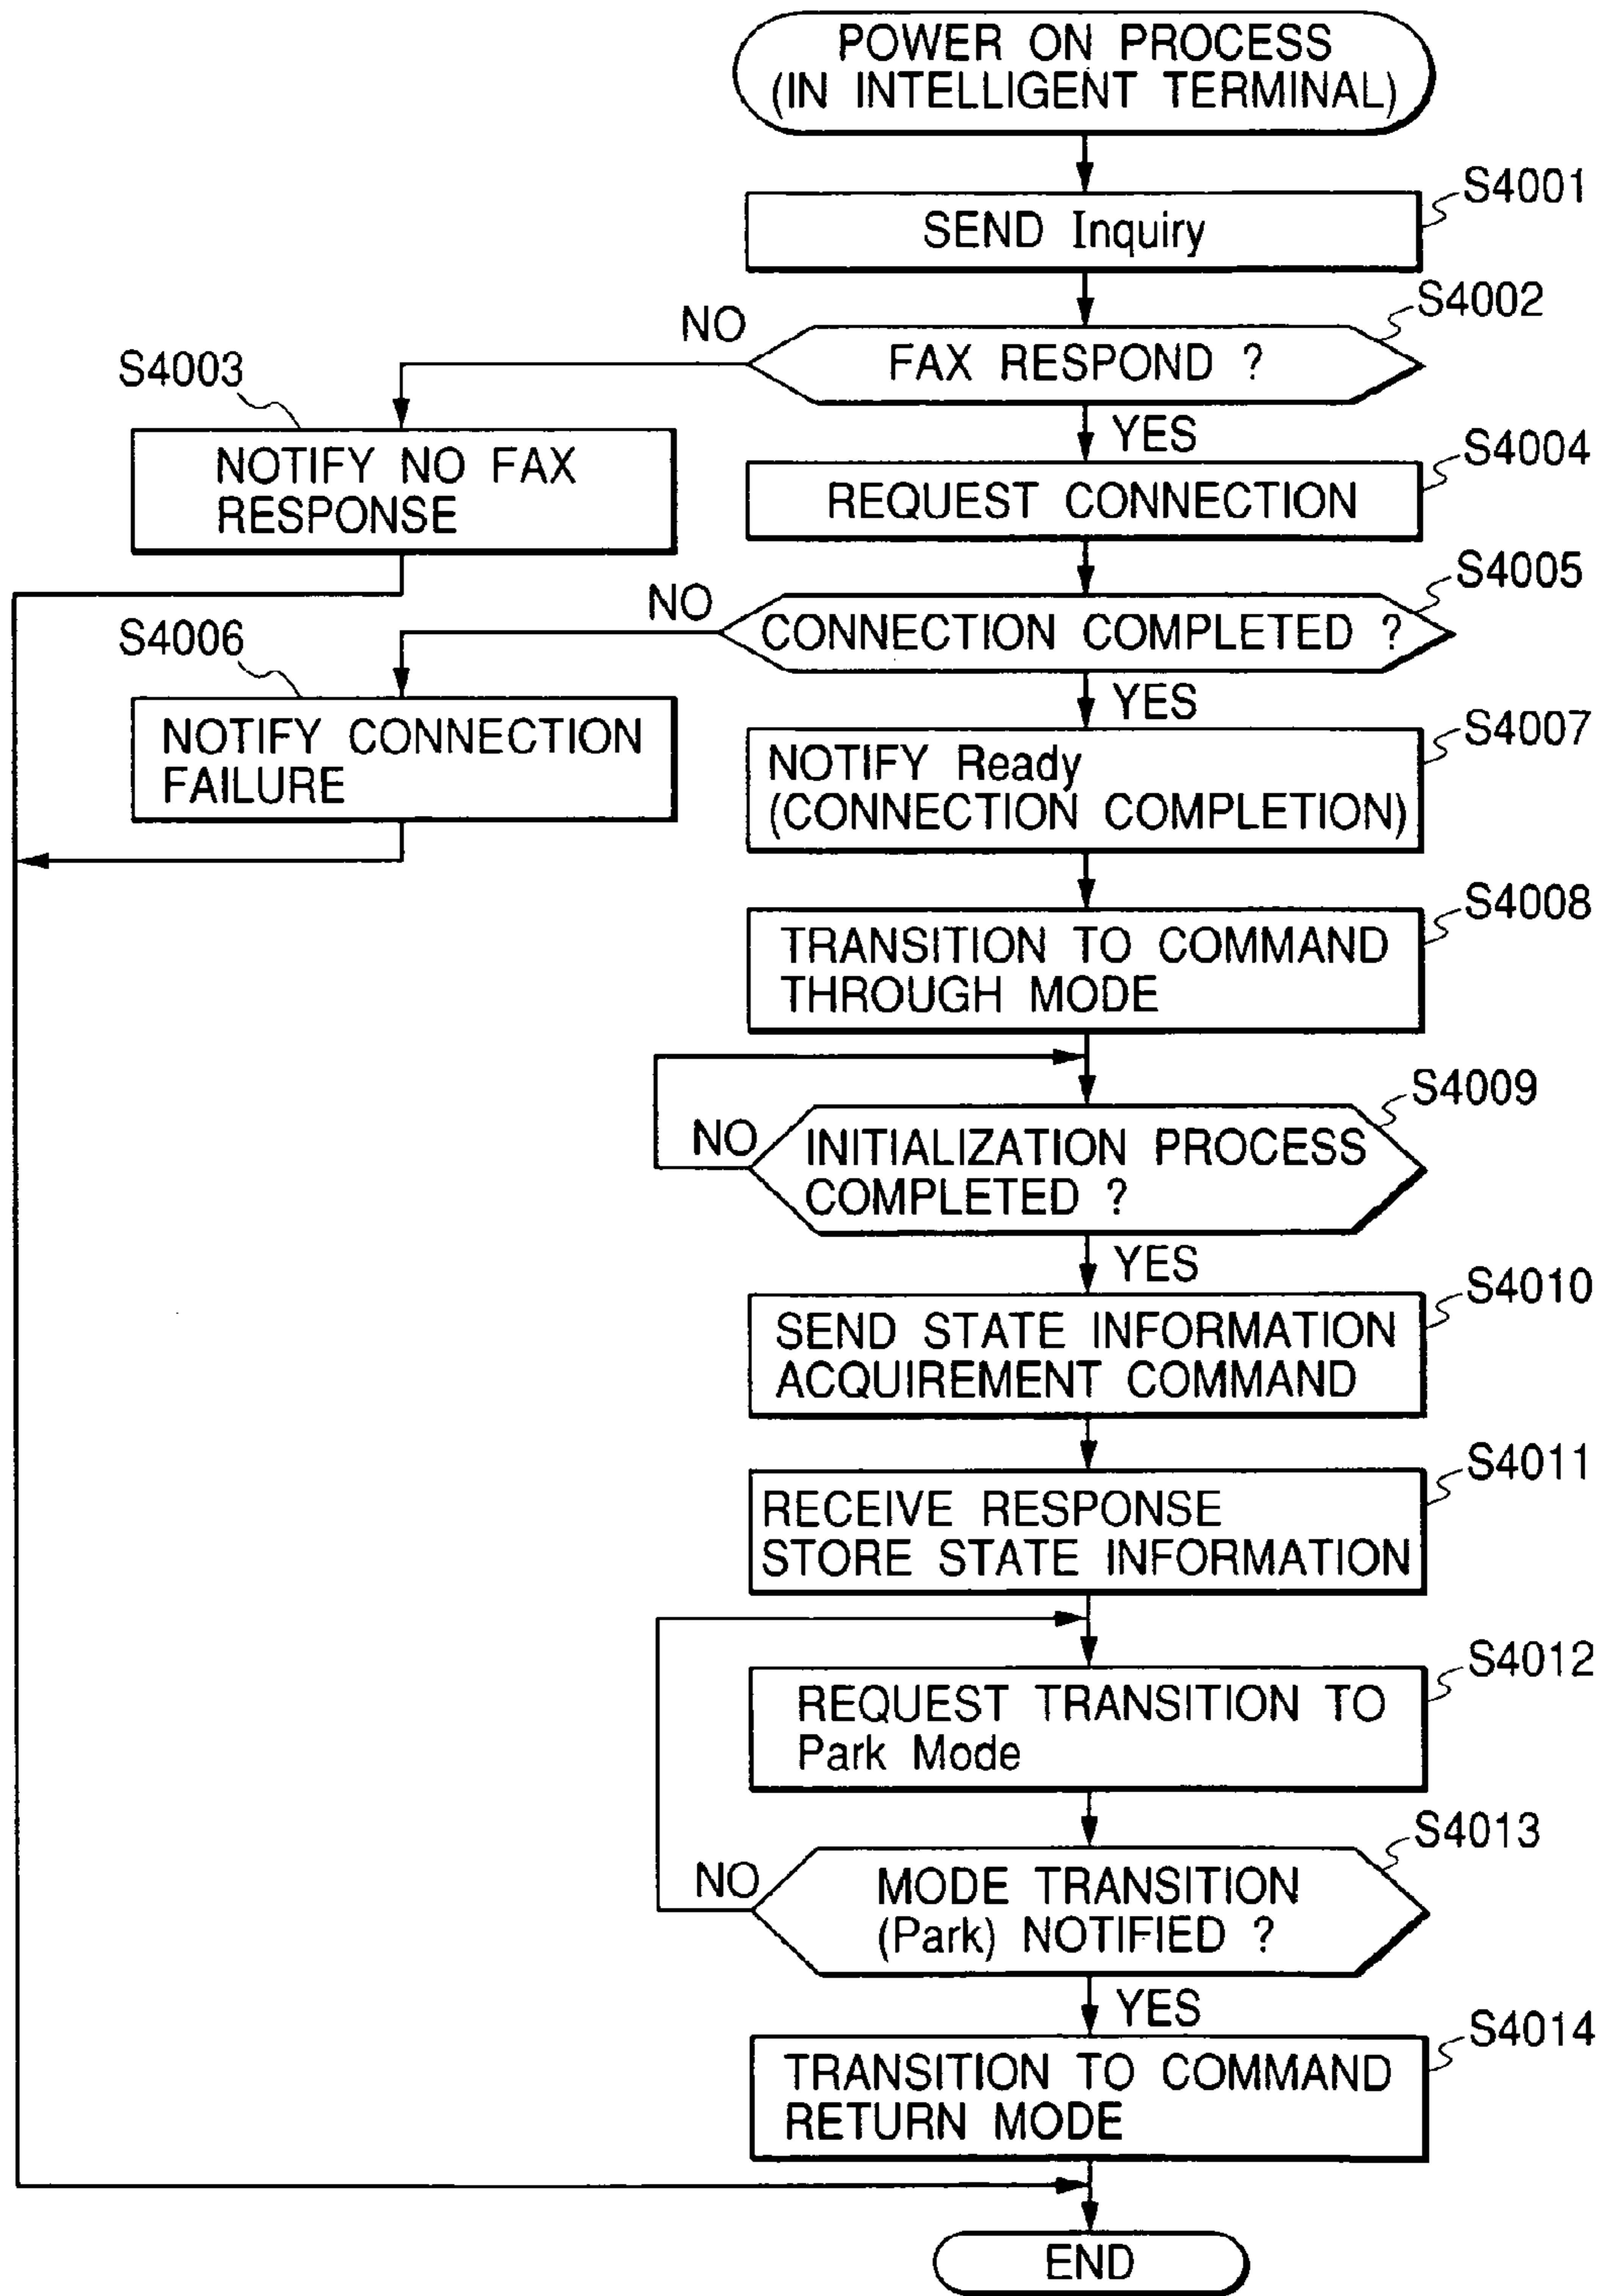 POWER ON PROCESS
(IN INTELLIGENT TERMINAL)
S4001
SEND Inquiry
S4002
NO
FAX RESPOND ?
S4003
YES
NOTIFY NO FAX
RESPONSE
S4004
REQUEST CONNECTION
S4005
NO
CONNECTION COMPLETED ?
S4006
YES
NOTIFY CONNECTION
FAILURE
S4007
NOTIFY Ready
(CONNECTION COMPLETION)
S4008
TRANSITION TO COMMAND
THROUGH MODE
S4009
NO
INITIALIZATION PROCESS
COMPLETED ?
YES
S4010
SEND STATE INFORMATION
ACQUIREMENT COMMAND
S4011
RECEIVE RESPONSE
STORE STATE INFORMATION
S4012
REQUEST TRANSITION TO
Park Mode
S4013
NO
MODE TRANSITION
(Park) NOTIFIED ?
YES
S4014
TRANSITION TO COMMAND
RETURN MODE
END